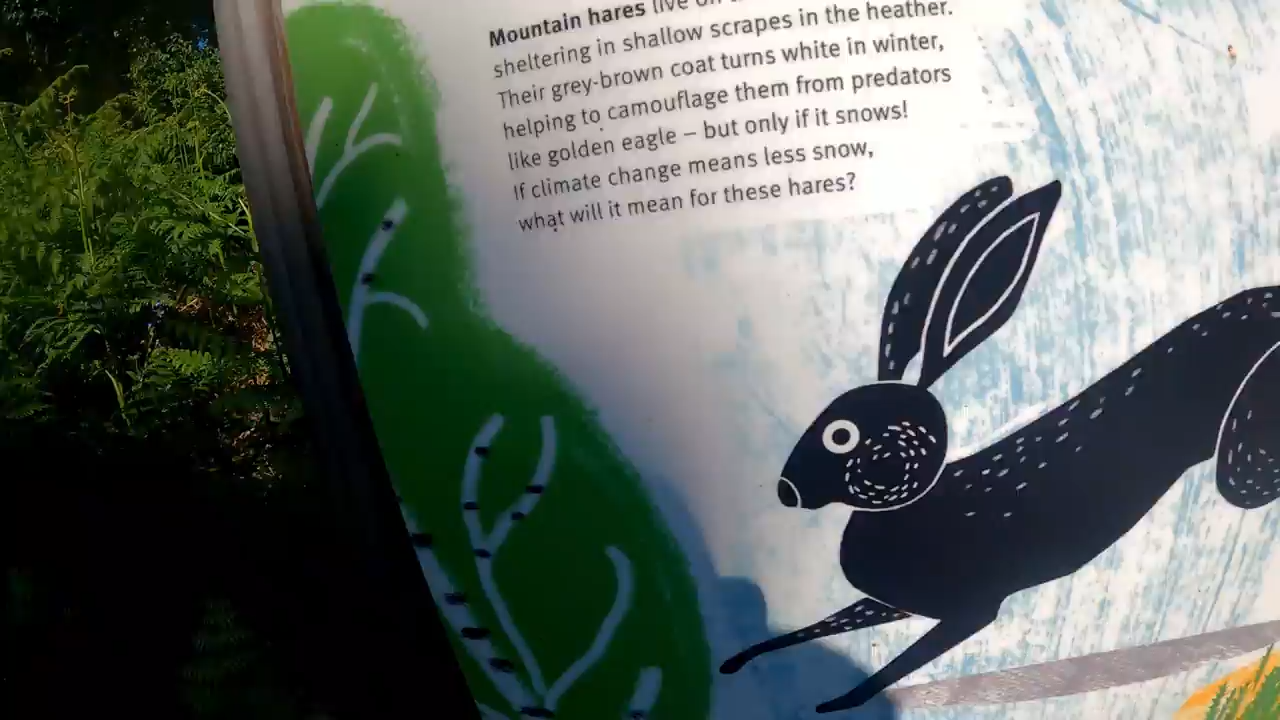 Mountain hares live on
sheltering in shallow scrapes in the heather.
Their grey-brown coat turns white in winter,
helping to camouflage them from predators
like golden eagle – but only if it snows!
If climate change means less snow,
what will it mean for these hares?